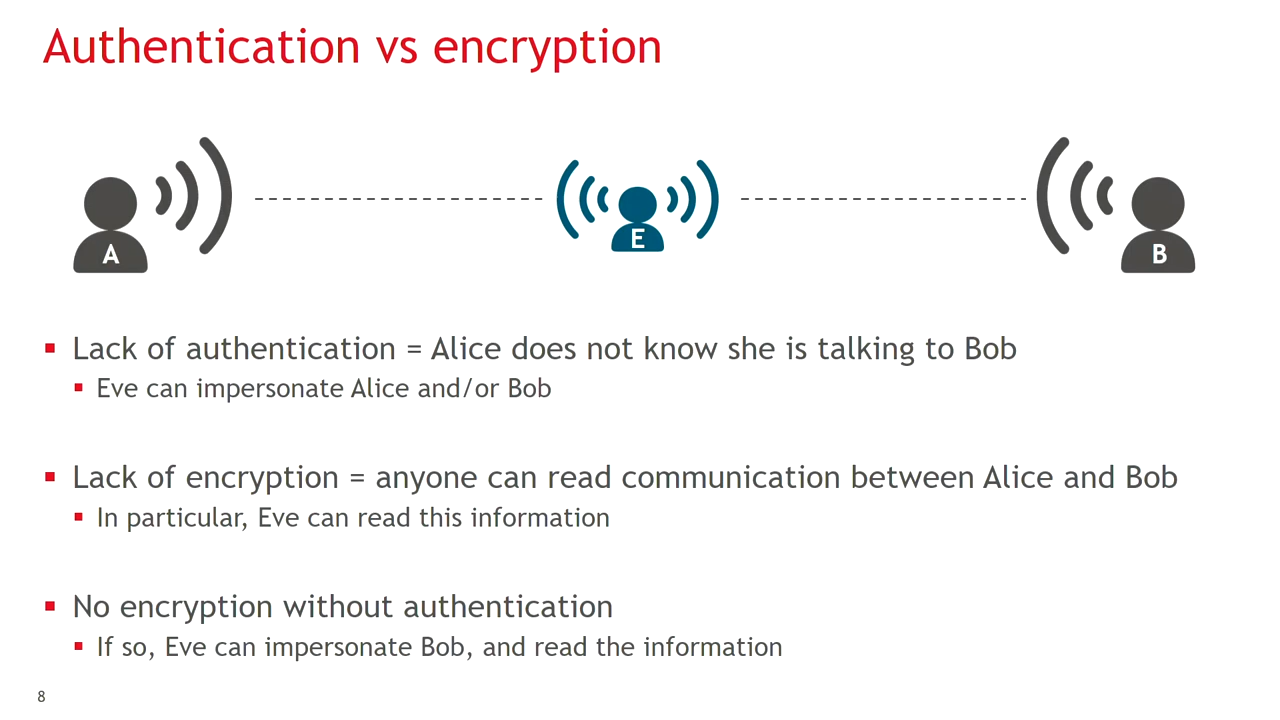 Authentication vs encryption
A
E
B
Lack of authentication = Alice does not know she is talking to Bob
Eve can impersonate Alice and/or Bob
Lack of encryption = anyone can read communication between Alice and Bob
In particular, Eve can read this information
No encryption without authentication
If so, Eve can impersonate Bob, and read the information
8